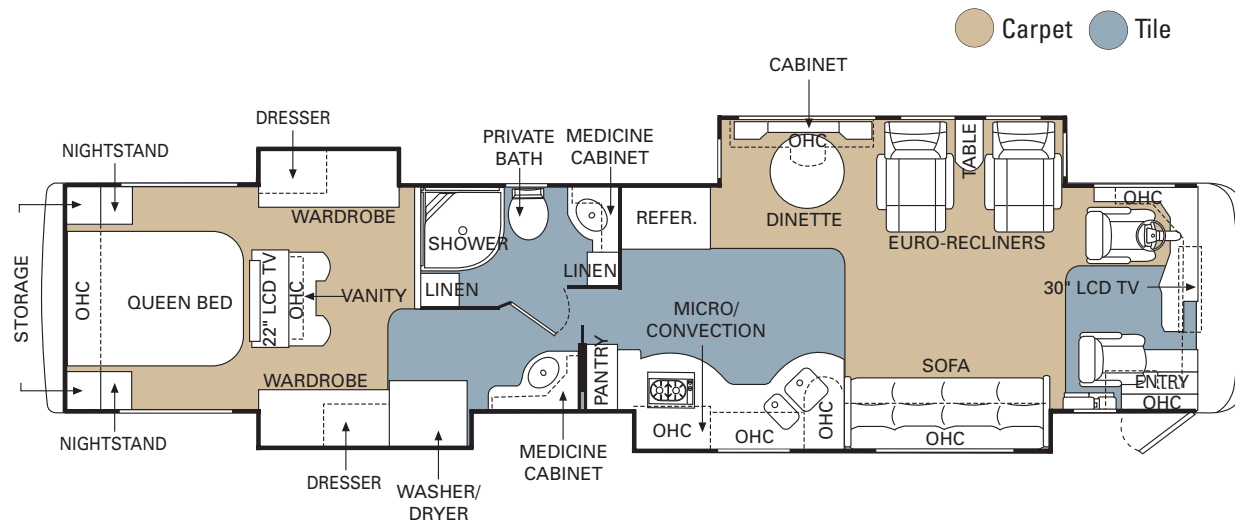 Carpet
Tile
CABINET
DRESSER
PRIVATE
BATH
MEDICINE
CABINET
NIGHTSTAND
OHC
TABLE
WARDROBE
REFER.
OHC
DINETTE
SHOWER
EURO-RECLINERS
STORAGE
OHC
QUEEN BED
22" LCD TV
OHC
VANITY
LINEN
LINEN
30" LCD TV
MICRO/
CONVECTION
PANTRY
SOFA
WARDROBE
ENTRY
OHC
OHC
OHC
OHC
OHC
NIGHTSTAND
MEDICINE
CABINET
DRESSER
WASHER/
DRYER